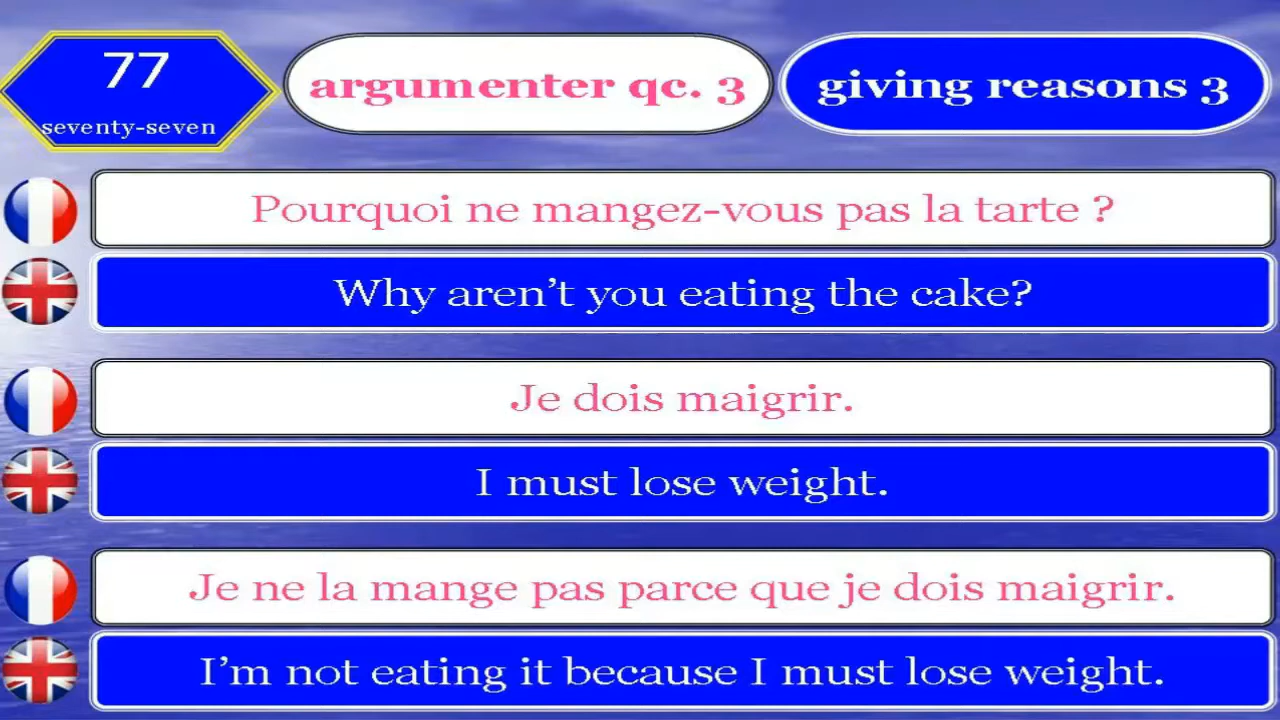 77
seventy-seven
argumenter qc. 3
giving reasons 3
Pourquoi ne mangez-vous pas la tarte ?
Why aren’t you eating the cake?
Je dois maigrir.
I must lose weight.
Je ne la mange pas parce que je dois maigrir.
I’m not eating it because I must lose weight.